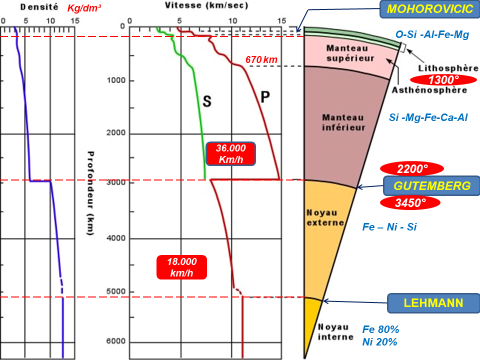 Densité Kg/dm³
0 5 10 15
Vitesse (km/sec)
0 5 10 15
0
1000
2000
3000
4000
5000
6000
Profondeur (km)
670 km
S
P
36.000
Km/h
18.000
km/h
MOHOROVICIC
O-Si -Al-Fe-Mg
Lithosphère
1300°
Asthénosphère
Manteau
supérieur
Si -Mg-Fe-Ca-Al
Manteau
inférieur
2200°
GUTEMBERG
3450°
Noyau
externe
Fe – Ni - Si
LEHMANN
Noyau
interne
Fe 80%
Ni 20%